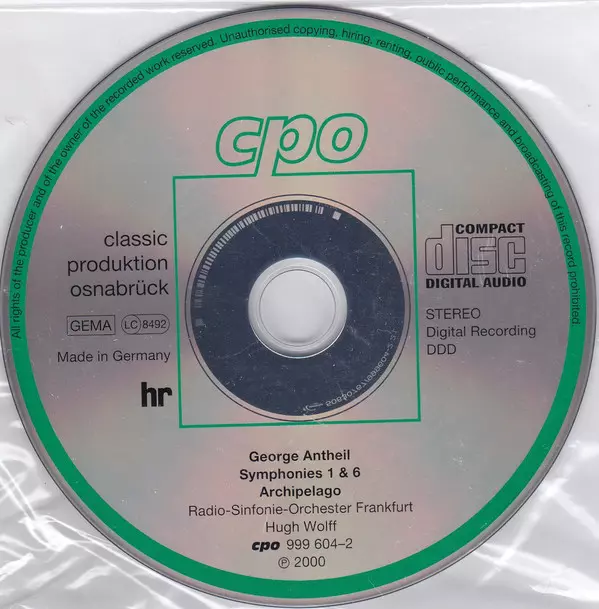 All rights of the producer and of the owner of the recorded work reserved. Unauthorised copying, hiring, renting, public performance and broadcasting of this record prohibited.
cpo
classic
produktion
osnabrück
GEMA LC 8492
Made in Germany
hr
COMPACT
disc
DIGITAL AUDIO
STEREO
Digital Recording
DDD
George Antheil
Symphonies 1 & 6
Archipelago
Radio-Sinfonie-Orchester Frankfurt
Hugh Wolff
cpo 999 604–2
℗ 2000